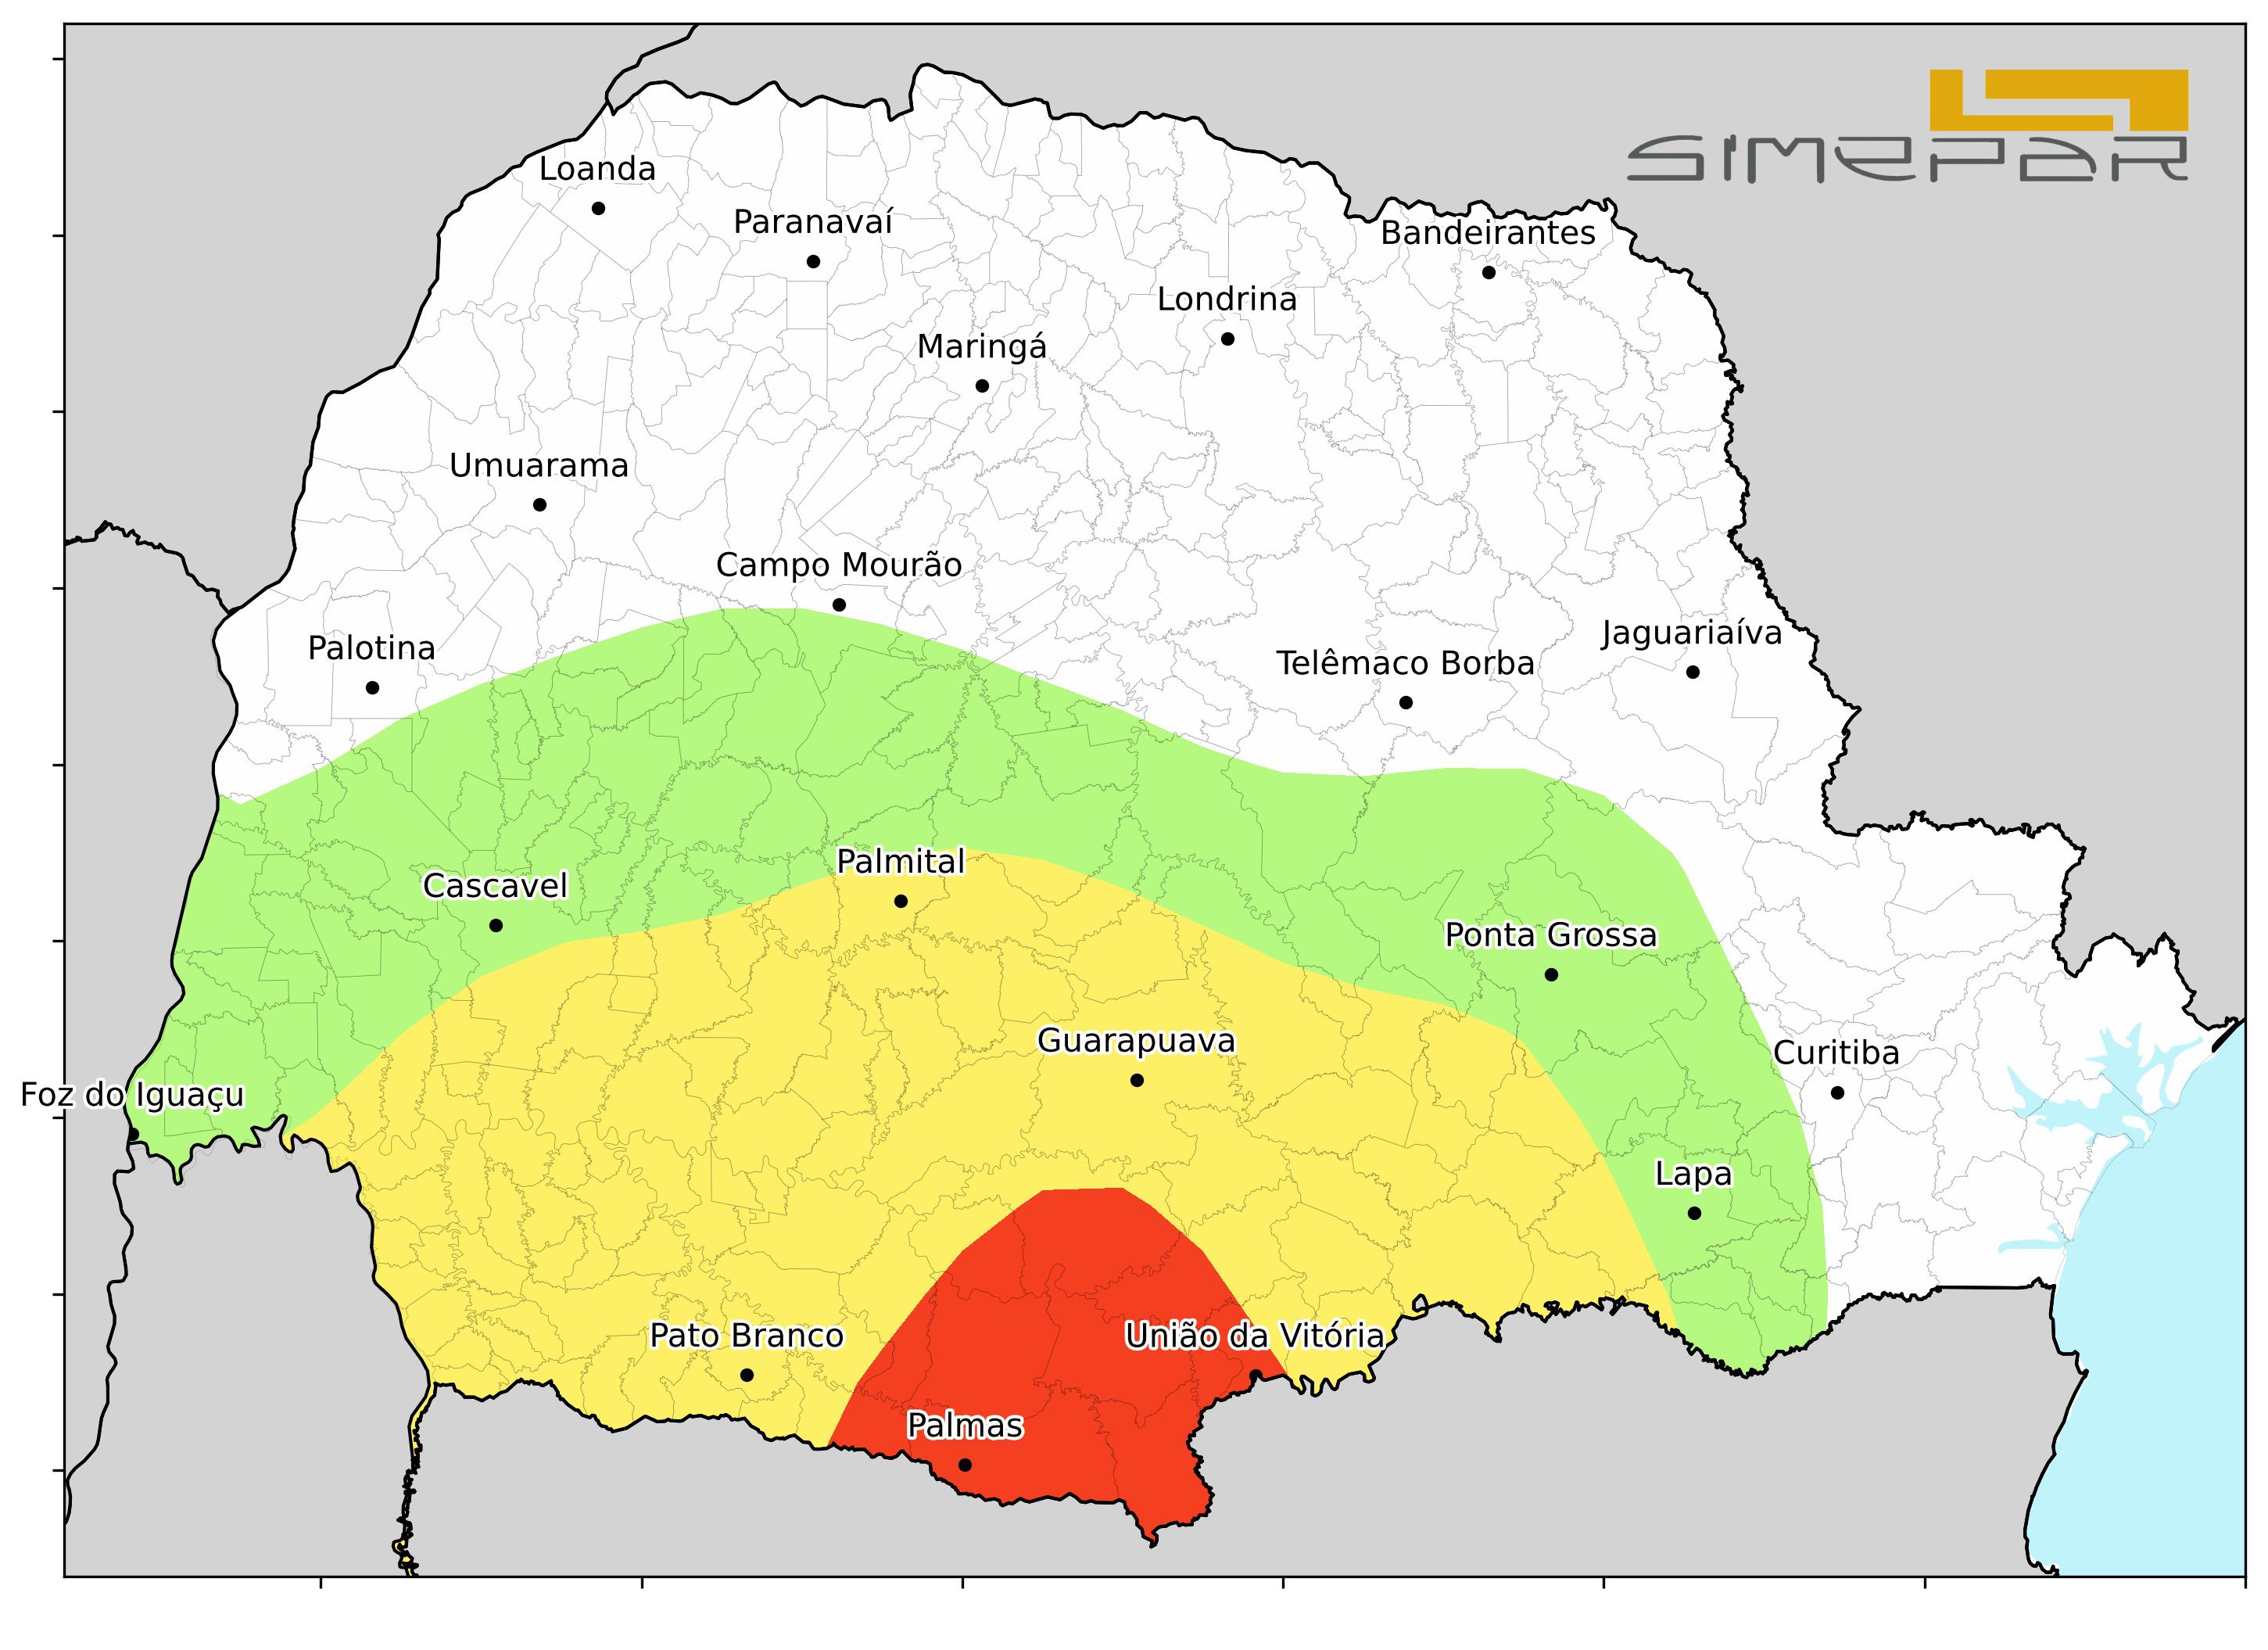 SIMEPAR
Loanda
Paranavaí
Bandeirantes
Londrina
Maringá
Umuarama
Campo Mourão
Jaguariaíva
Palotina
Telêmaco Borba
Palmital
Cascavel
Ponta Grossa
Guarapuava
Curitiba
Foz do Iguaçu
Lapa
Pato Branco
União da Vitória
Palmas